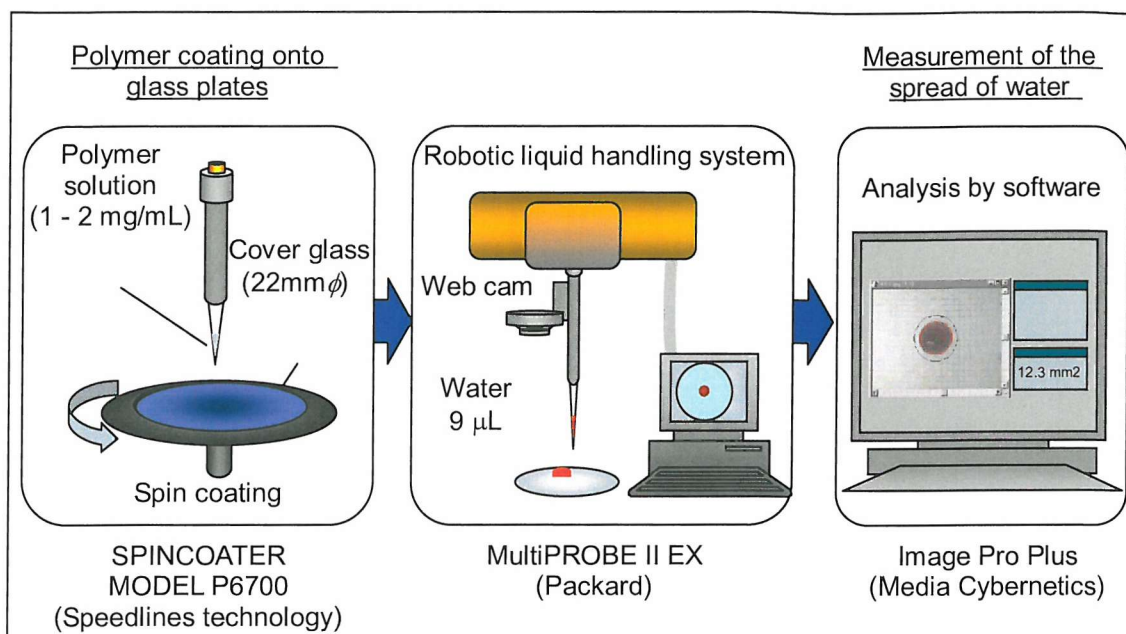 Polymer coating onto
glass plates
Polymer
solution
(1 - 2 mg/mL)
Cover glass
(22mmϕ)
Spin coating
SPINCOATER
MODEL P6700
(Speedlines technology)
Robotic liquid handling system
Web cam
Water
9 μL
MultiPROBE II EX
(Packard)
Measurement of the
spread of water
Analysis by software
12.3 mm2
Image Pro Plus
(Media Cybernetics)